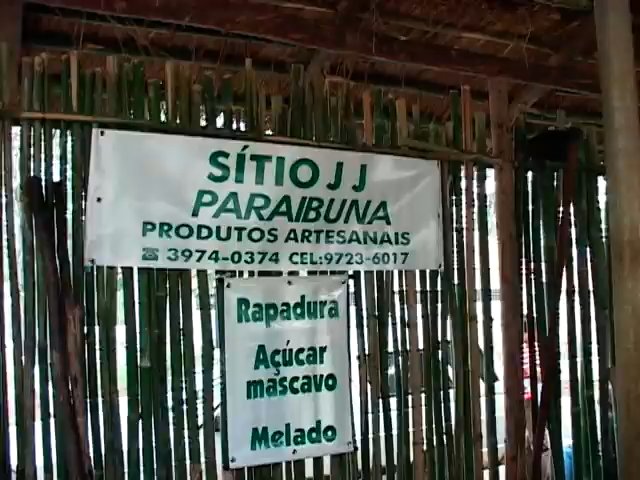 SÍTIO J J
PARAIBUNA
PRODUTOS ARTESANAIS
☎ 3974-0374 CEL:9723-6017
Rapadura
Açúcar
mascavo
Melado